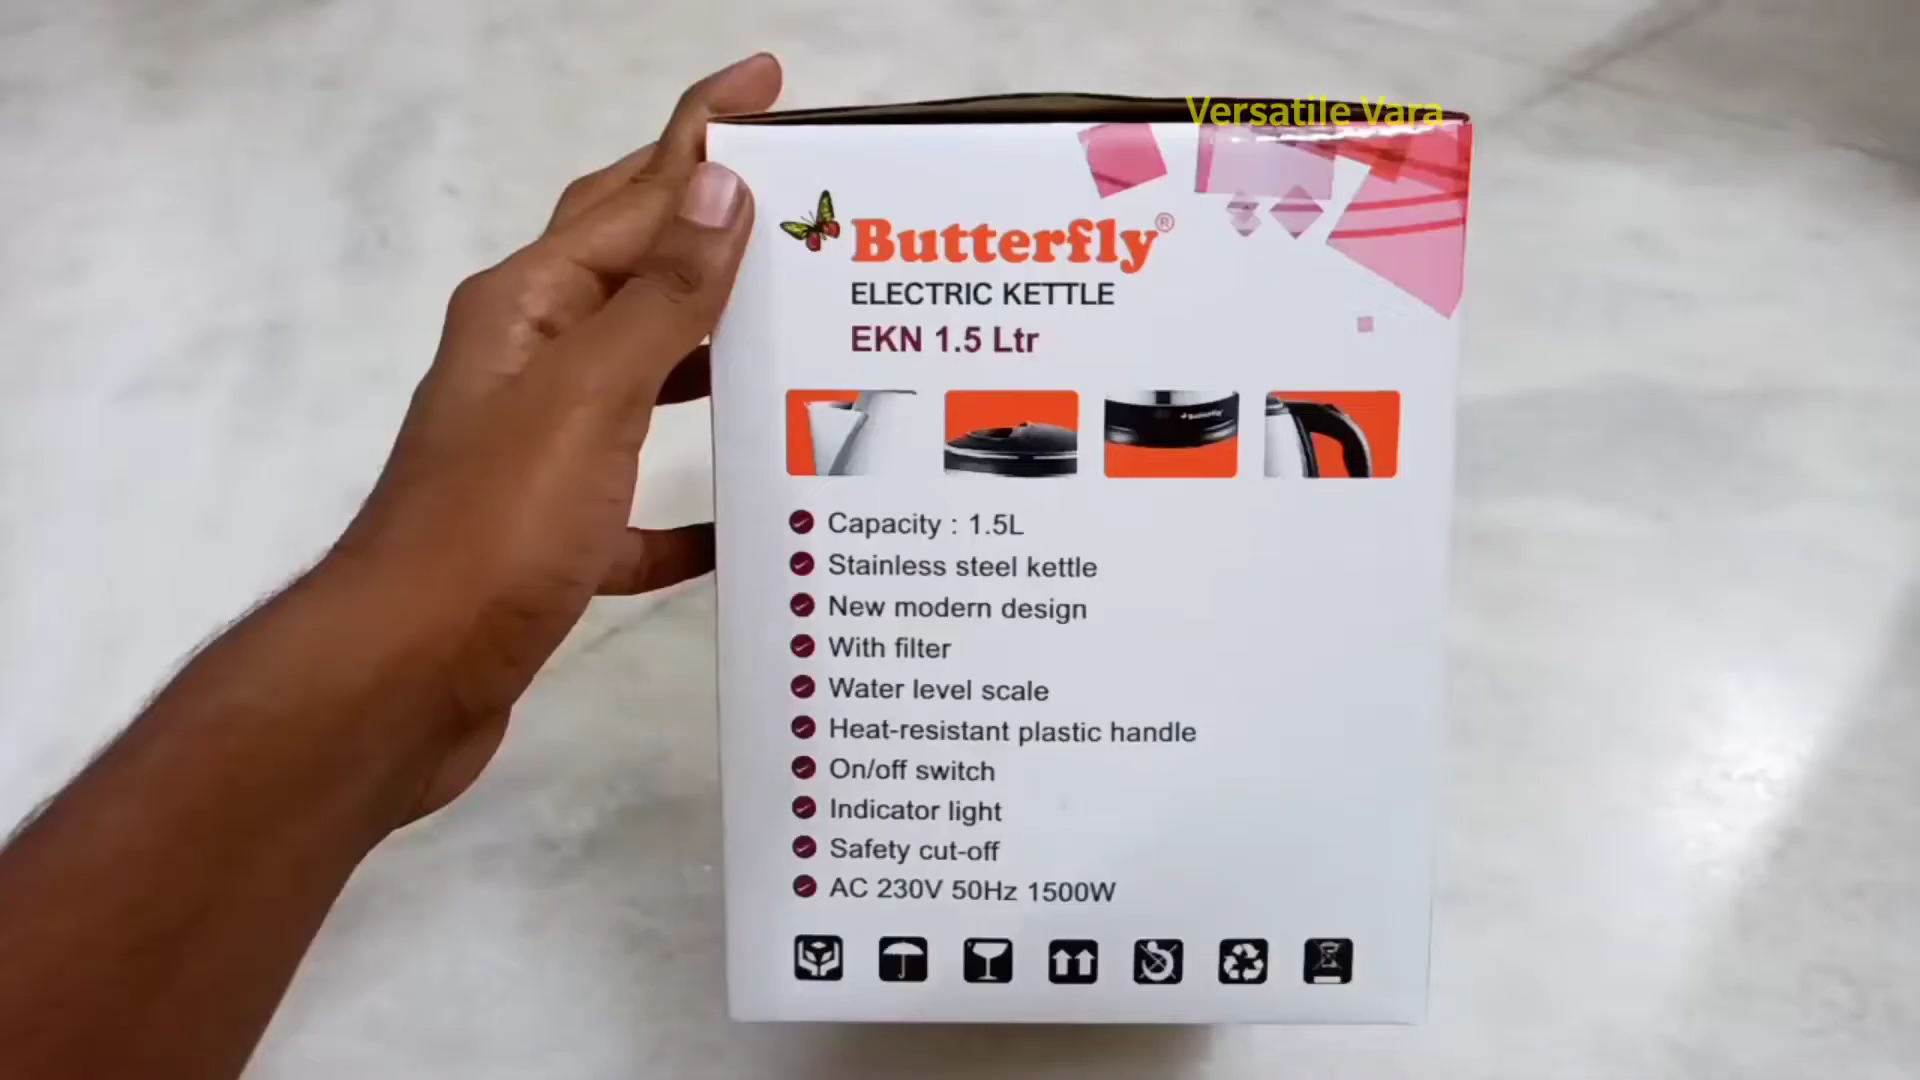 Versatile Vara
Butterfly®
ELECTRIC KETTLE
EKN 1.5 Ltr
Butterfly
Capacity : 1.5L
Stainless steel kettle
New modern design
With filter
Water level scale
Heat-resistant plastic handle
On/off switch
Indicator light
Safety cut-off
AC 230V 50Hz 1500W